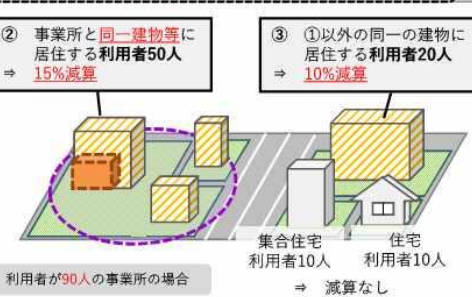 ② 事業所と同一建物等に
居住する利用者50人
⇒ 15%減算
③ ①以外の同一の建物に
居住する利用者20人
⇒ 10%減算
集合住宅
利用者10人
住宅
利用者10人
⇒ 減算なし
利用者が90人の事業所の場合